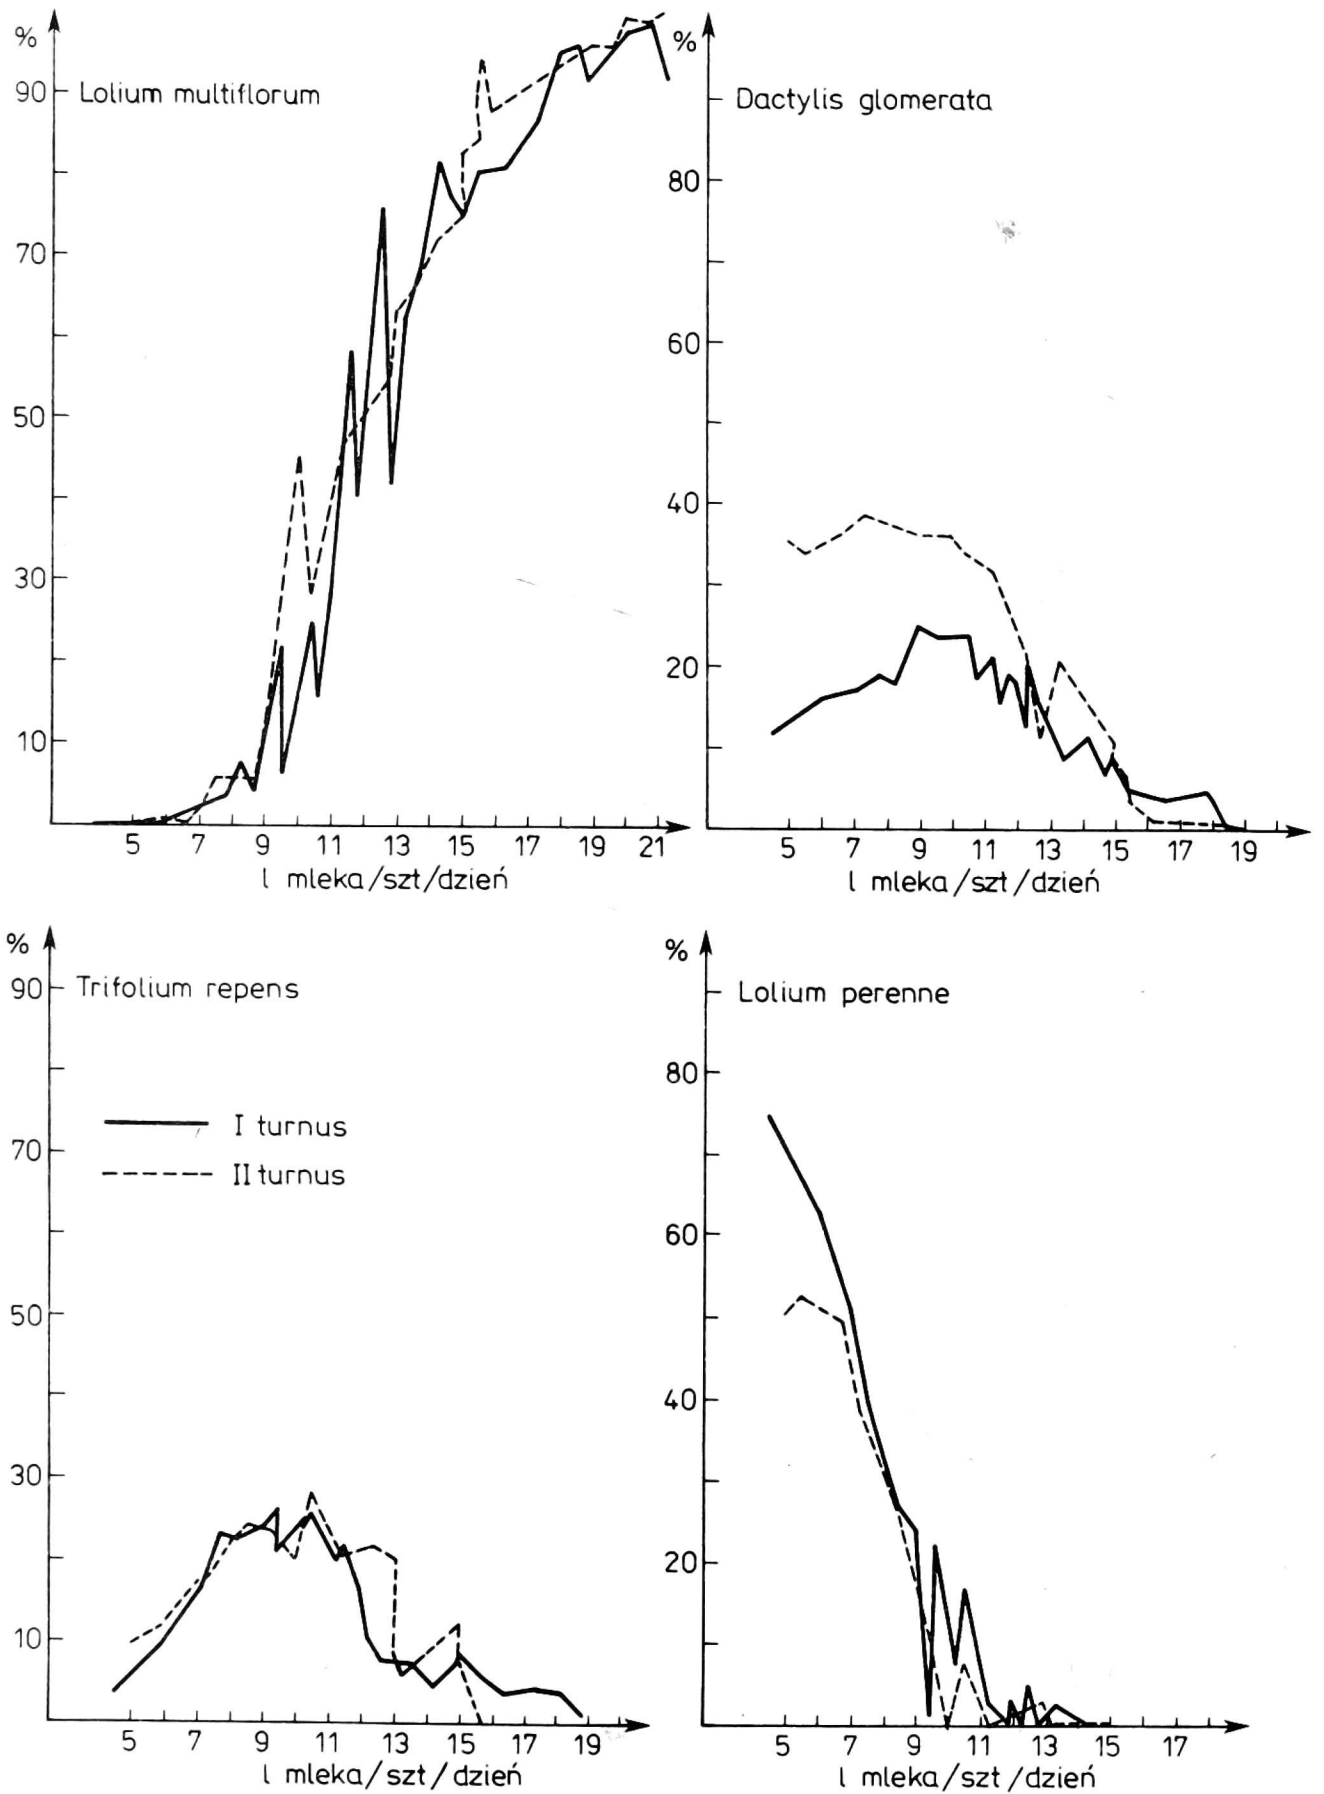 %
90
Lolium multiflorum
70
50
30
10
5 7 9 11 13 15 17 19 21
l mleka/szt/dzień
%
Dactylis glomerata
80
60
40
20
5 7 9 11 13 15 17 19
l mleka/szt/dzień
%
90
Trifolium repens
I turnus
70
II turnus
50
30
10
5 7 9 11 13 15 17 19
l mleka/szt/dzień
%
Lolium perenne
80
60
40
20
5 7 9 11 13 15 17
l mleka/szt/dzień